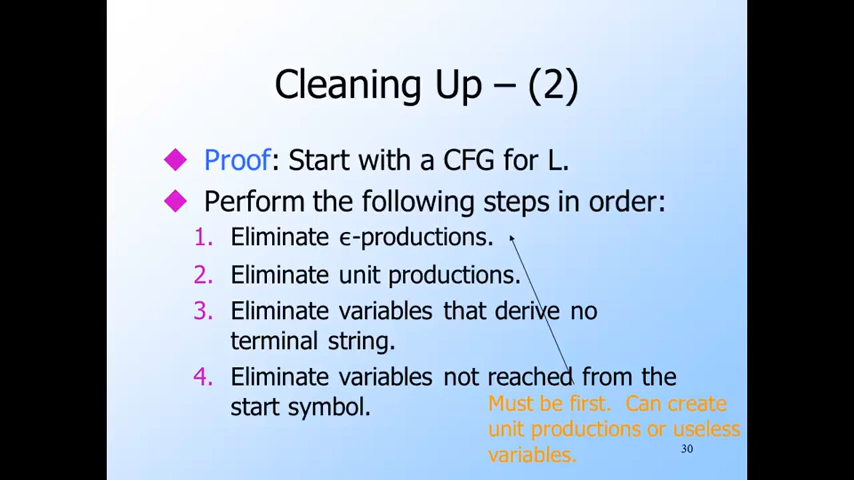 Cleaning Up – (2)
Proof: Start with a CFG for L.
Perform the following steps in order:
1. Eliminate ϵ-productions.
2. Eliminate unit productions.
3. Eliminate variables that derive no
terminal string.
4. Eliminate variables not reached from the
start symbol.
Must be first. Can create
unit productions or useless
variables.
30